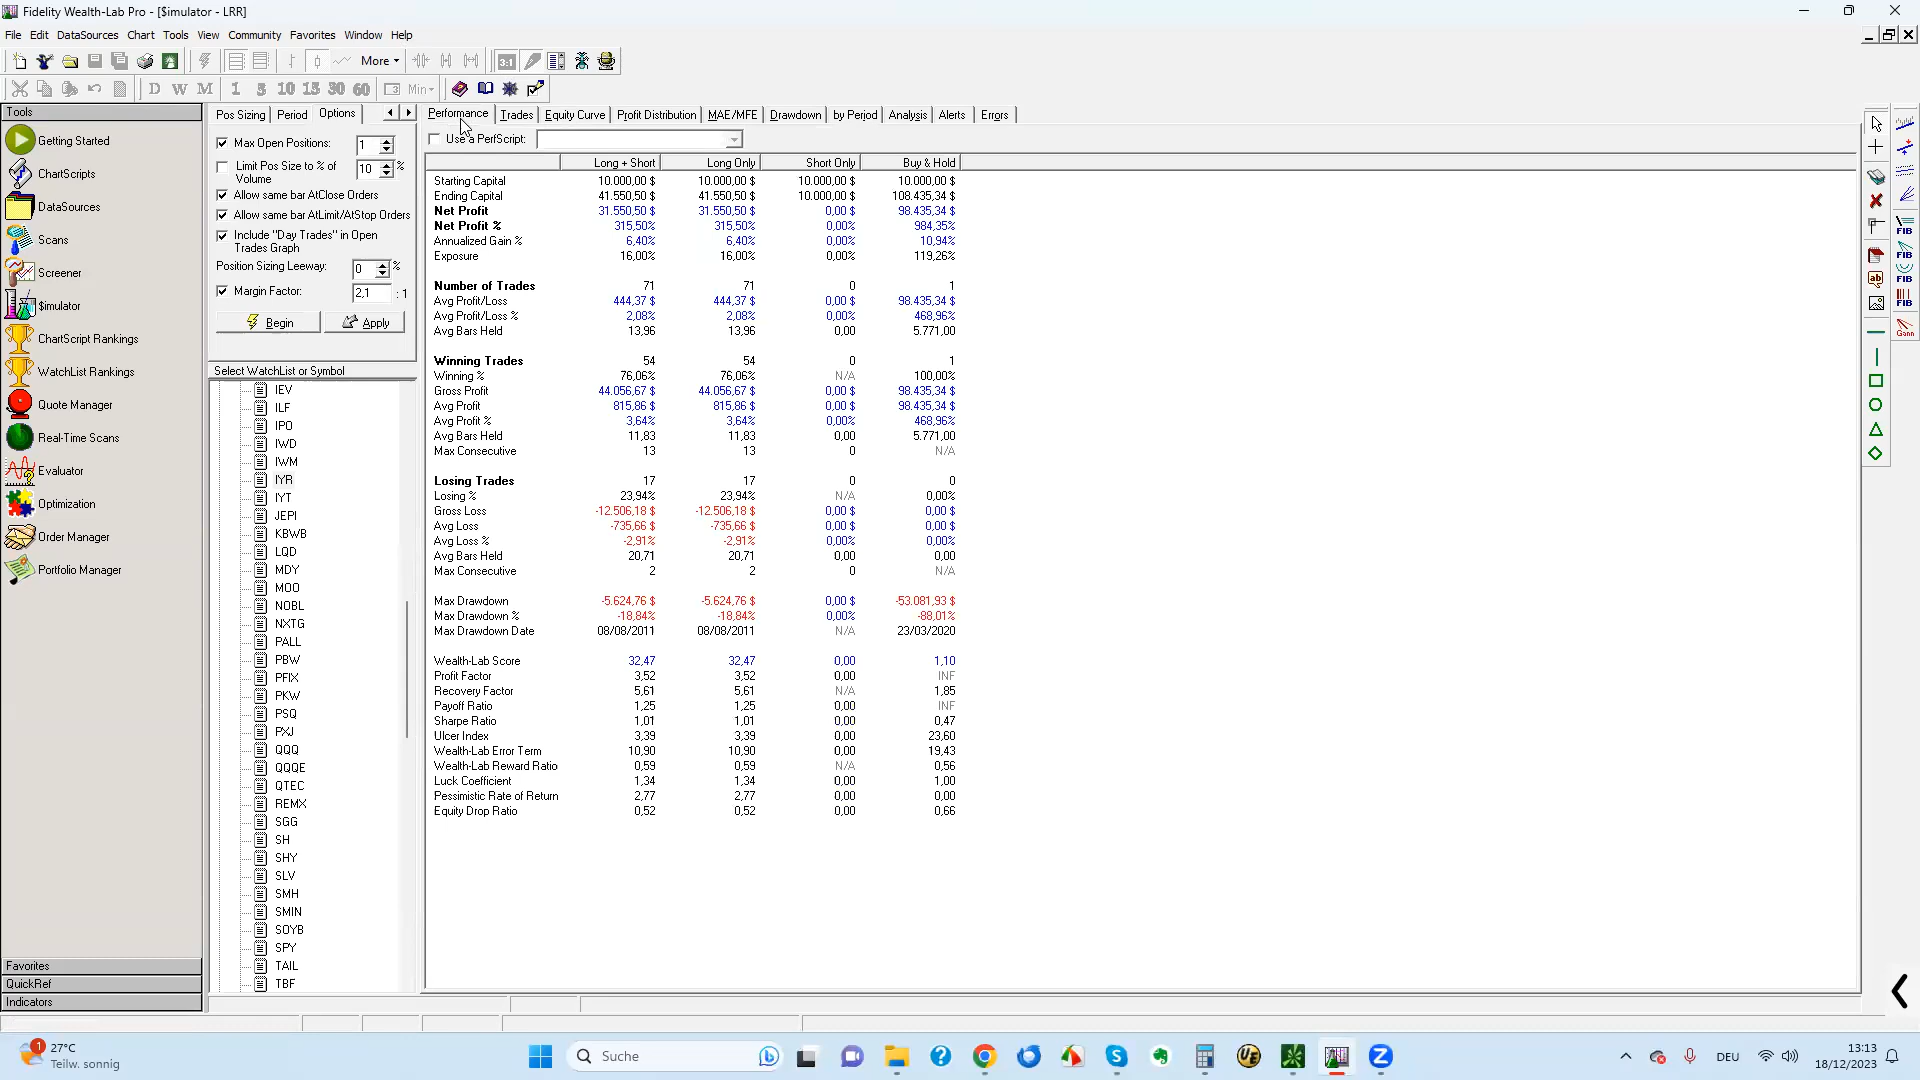 Fidelity Wealth-Lab Pro - [$imulator - LRR]
File Edit DataSources Chart Tools View Community Favorites Window Help
More
3:1
D W M 1 3 10 15 30 60 3 Min
Tools
Getting Started
ChartScripts
DataSources
Scans
Screener
$imulator
ChartScript Rankings
WatchList Rankings
Quote Manager
Real-Time Scans
Evaluator
Optimization
Order Manager
Portfolio Manager
Favorites
QuickRef
Indicators
Pos Sizing Period Options
Max Open Positions: 1
Limit Pos Size to % of Volume 10 %
Allow same bar AtClose Orders
Allow same bar AtLimit/AtStop Orders
Include "Day Trades" in Open Trades Graph
Position Sizing Leeway: 0 %
Margin Factor: 2,1 : 1
Begin Apply
Select WatchList or Symbol
IEV
ILF
IPO
IWD
IWM
IYR
IYT
JEPI
KBWB
LQD
MDY
MOO
NOBL
NXTG
PALL
PBW
PFIX
PKW
PSQ
PXJ
QQQ
QQQE
QTEC
REMX
SGG
SH
SHY
SLV
SMH
SMIN
SOYB
SPY
TAIL
TBF
Performance Trades Equity Curve Profit Distribution MAE/MFE Drawdown by Period Analysis Alerts Errors
Use a PerfScript:
Long + Short Long Only Short Only Buy & Hold
Starting Capital 10.000,00 $ 10.000,00 $ 10.000,00 $ 10.000,00 $
Ending Capital 41.550,50 $ 41.550,50 $ 10.000,00 $ 108.435,34 $
Net Profit 31.550,50 $ 31.550,50 $ 0,00 $ 98.435,34 $
Net Profit % 315,50% 315,50% 0,00% 984,35%
Annualized Gain % 6,40% 6,40% 0,00% 10,94%
Exposure 16,00% 16,00% 0,00% 119,26%
Number of Trades 71 71 0 1
Avg Profit/Loss 444,37 $ 444,37 $ 0,00 $ 98.435,34 $
Avg Profit/Loss % 2,08% 2,08% 0,00% 468,96%
Avg Bars Held 13,96 13,96 0,00 5.771,00
Winning Trades 54 54 0 1
Winning % 76,06% 76,06% N/A 100,00%
Gross Profit 44.056,67 $ 44.056,67 $ 0,00 $ 98.435,34 $
Avg Profit 815,86 $ 815,86 $ 0,00 $ 98.435,34 $
Avg Profit % 3,64% 3,64% 0,00% 468,96%
Avg Bars Held 11,83 11,83 0,00 5.771,00
Max Consecutive 13 13 0 N/A
Losing Trades 17 17 0 0
Losing % 23,94% 23,94% N/A 0,00%
Gross Loss -12.506,18 $ -12.506,18 $ 0,00 $ 0,00 $
Avg Loss -735,66 $ -735,66 $ 0,00 $ 0,00 $
Avg Loss % -2,91% -2,91% 0,00% 0,00%
Avg Bars Held 20,71 20,71 0,00 0,00
Max Consecutive 2 2 0 N/A
Max Drawdown -5.624,76 $ -5.624,76 $ 0,00 $ -53.081,93 $
Max Drawdown % -18,84% -18,84% 0,00% -88,01%
Max Drawdown Date 08/08/2011 08/08/2011 N/A 23/03/2020
Wealth-Lab Score 32,47 32,47 0,00 1,10
Profit Factor 3,52 3,52 0,00 INF
Recovery Factor 5,61 5,61 N/A 1,85
Payoff Ratio 1,25 1,25 0,00 INF
Sharpe Ratio 1,01 1,01 0,00 0,47
Ulcer Index 3,39 3,39 0,00 23,60
Wealth-Lab Error Term 10,90 10,90 0,00 19,43
Wealth-Lab Reward Ratio 0,59 0,59 N/A 0,56
Luck Coefficient 1,34 1,34 0,00 1,00
Pessimistic Rate of Return 2,77 2,77 0,00 0,00
Equity Drop Ratio 0,52 0,52 0,00 0,66
FIB
FIB
FIB
FIB
Gann
ab
1
27°C
Teilw. sonnig
Suche
UE
Z
DEU
13:13
18/12/2023